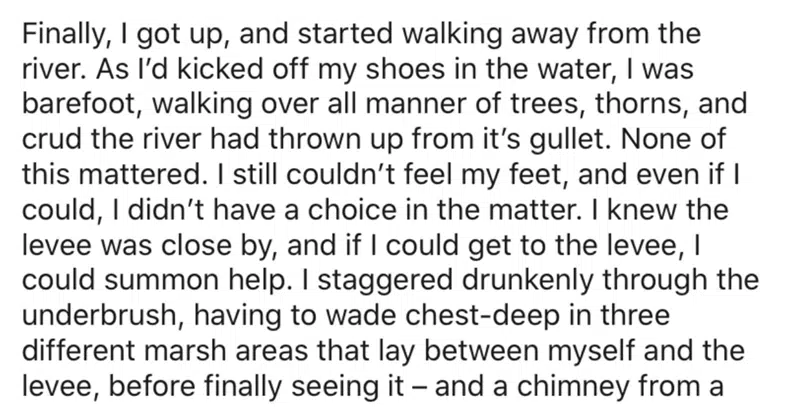 Finally, I got up, and started walking away from the
river. As I’d kicked off my shoes in the water, I was
barefoot, walking over all manner of trees, thorns, and
crud the river had thrown up from it’s gullet. None of
this mattered. I still couldn’t feel my feet, and even if I
could, I didn’t have a choice in the matter. I knew the
levee was close by, and if I could get to the levee, I
could summon help. I staggered drunkenly through the
underbrush, having to wade chest-deep in three
different marsh areas that lay between myself and the
levee, before finally seeing it – and a chimney from a